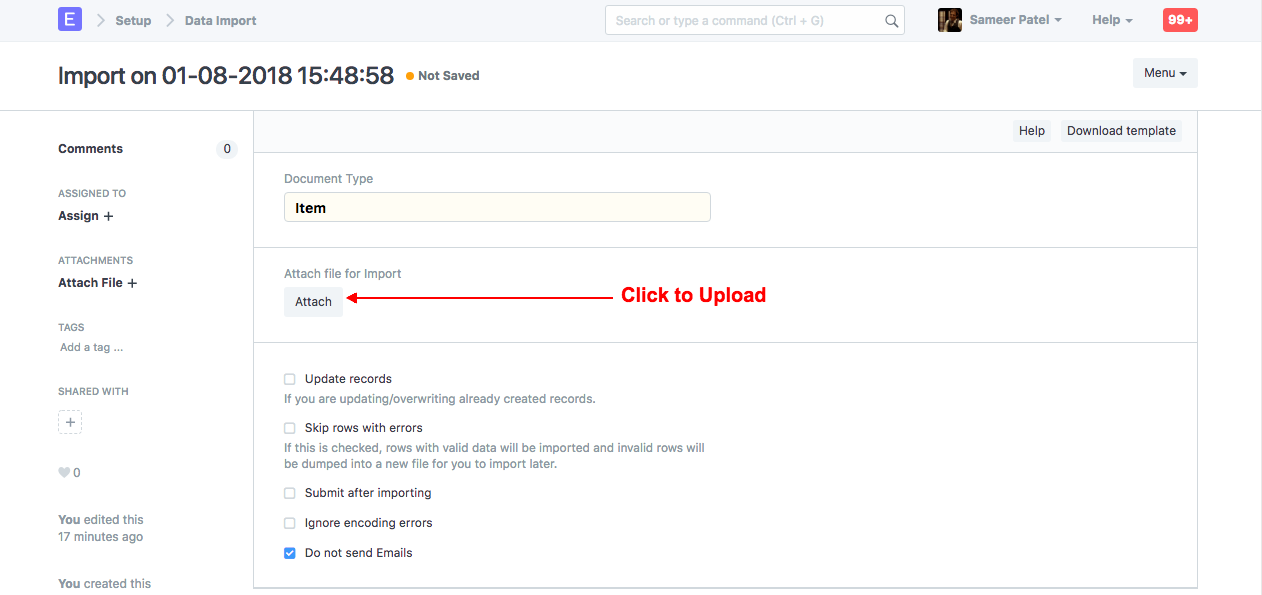 E
Setup
Data Import
Search or type a command (Ctrl + G)
Sameer Patel
Help
99+
Import on 01-08-2018 15:48:58
Not Saved
Menu
Comments
0
ASSIGNED TO
Assign +
ATTACHMENTS
Attach File +
TAGS
Add a tag ...
SHARED WITH
+
0
You edited this
17 minutes ago
You created this
Help
Download template
Document Type
Item
Attach file for Import
Attach
Click to Upload
Update records
If you are updating/overwriting already created records.
Skip rows with errors
If this is checked, rows with valid data will be imported and invalid rows will
be dumped into a new file for you to import later.
Submit after importing
Ignore encoding errors
Do not send Emails